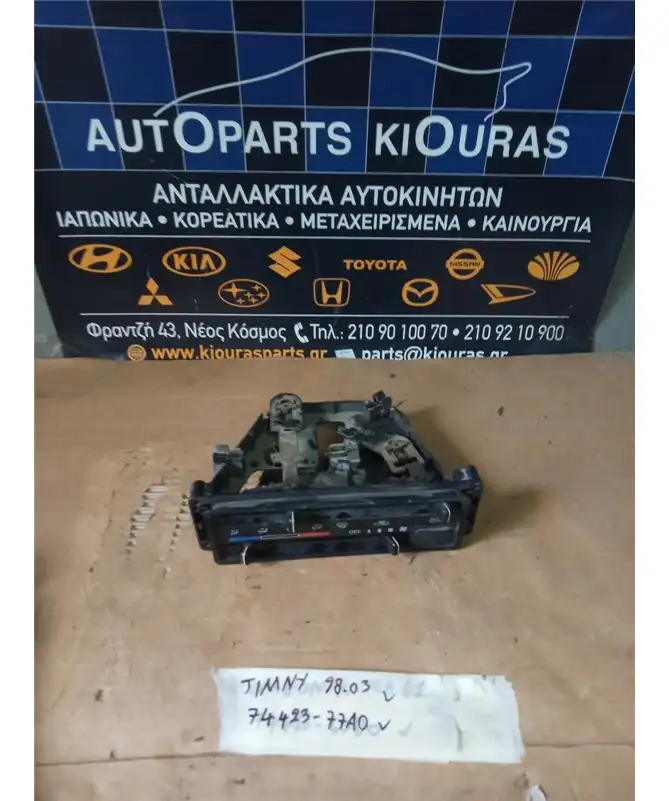 AUTOPARTS KIOURAS
ΑΝΤΑΛΛΑΚΤΙΚΑ ΑΥΤΟΚΙΝΗΤΩΝ
ΙΑΠΩΝΙΚΑ • ΚΟΡΕΑΤΙΚΑ • ΜΕΤΑΧΕΙΡΙΣΜΕΝΑ • ΚΑΙΝΟΥΡΓΙΑ
KIA TOYOTA NISSAN
Φραντζή 43, Νέος Κόσμος Τηλ.: 210 90 100 70 • 210 92 10 900
www.kiourasparts.gr parts@kiouras.gr
OFF
JIMNY 98.03
74423-77A0